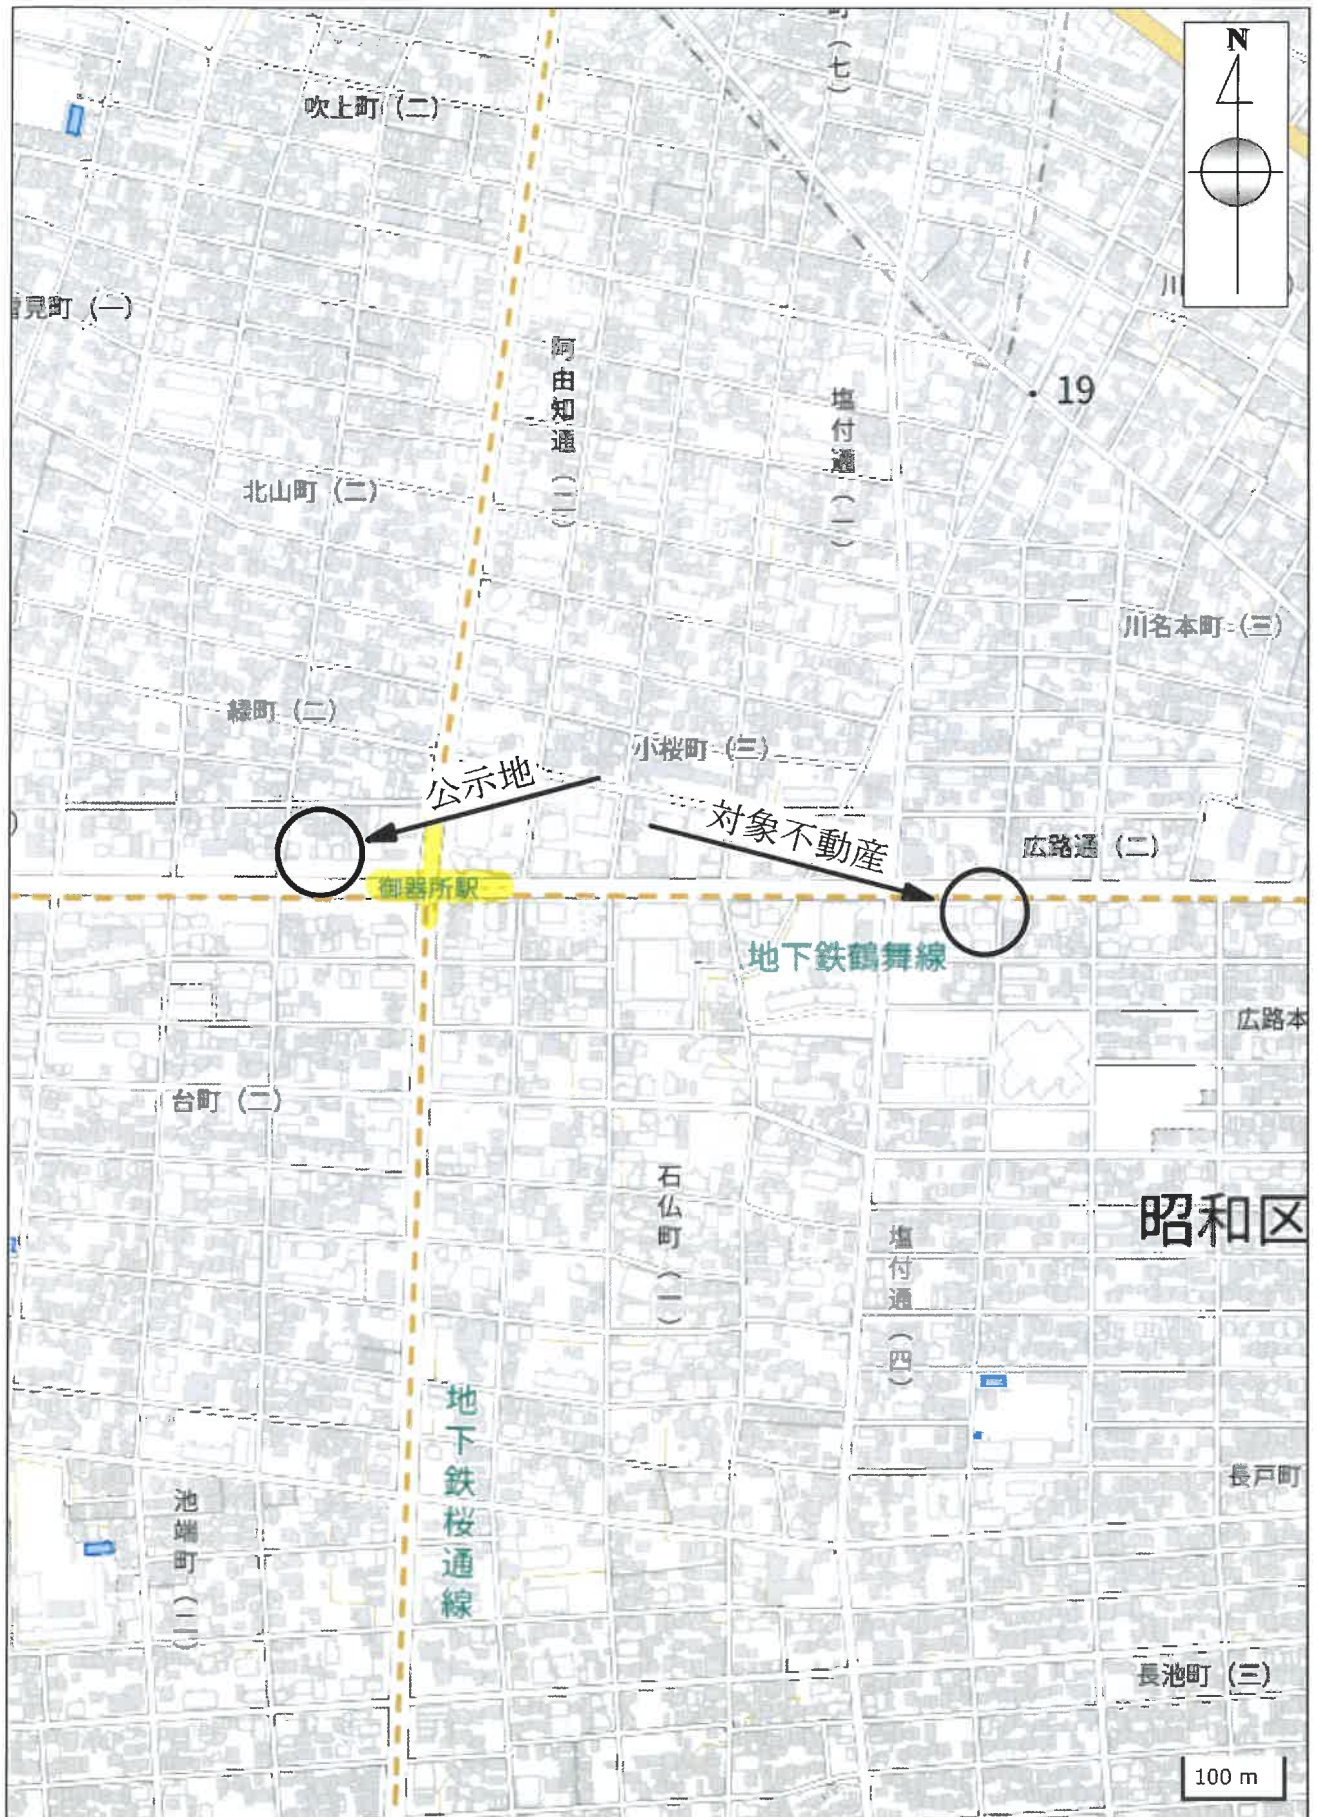 N
(七)
吹上町 (二)
見町 (一)
川
阿由知通 (二)
塩付通 (一)
19
北山町 (二)
川名本町 (三)
緑町 (二)
小桜町 (三)
公示地
対象不動産
広路通 (二)
御器所駅
地下鉄鶴舞線
広路本
台町 (二)
石仏町 (一)
昭和区
塩付通 (四)
地下鉄桜通線
長戸町
池端町 (二)
長池町 (三)
100 m